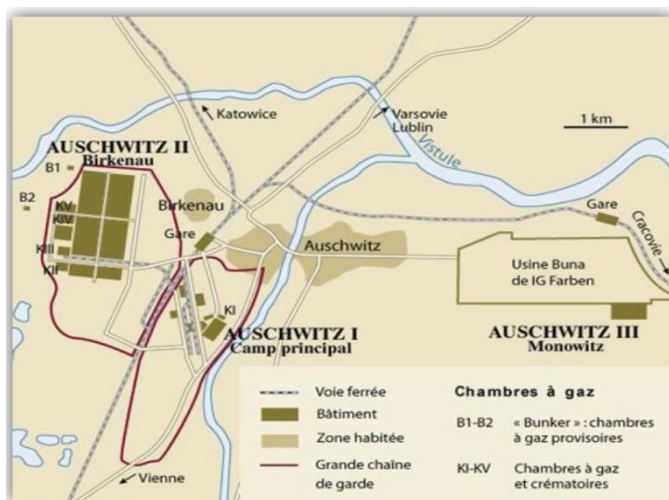 Katowice
Varsovie
Lublin
1 km
AUSCHWITZ II
Birkenau
Vistule
B1
B2
Birkenau
KV
KIV
Gare
Gare
Cracovie
Auschwitz
KIII
KII
Usine Buna
de IG Farben
KI
AUSCHWITZ I
Camp principal
AUSCHWITZ III
Monowitz
Vienne
Voie ferrée
Bâtiment
Zone habitée
Grande chaîne
de garde
Chambres à gaz
B1-B2 « Bunker » : chambres
à gaz provisoires
KI-KV Chambres à gaz
et crématoires